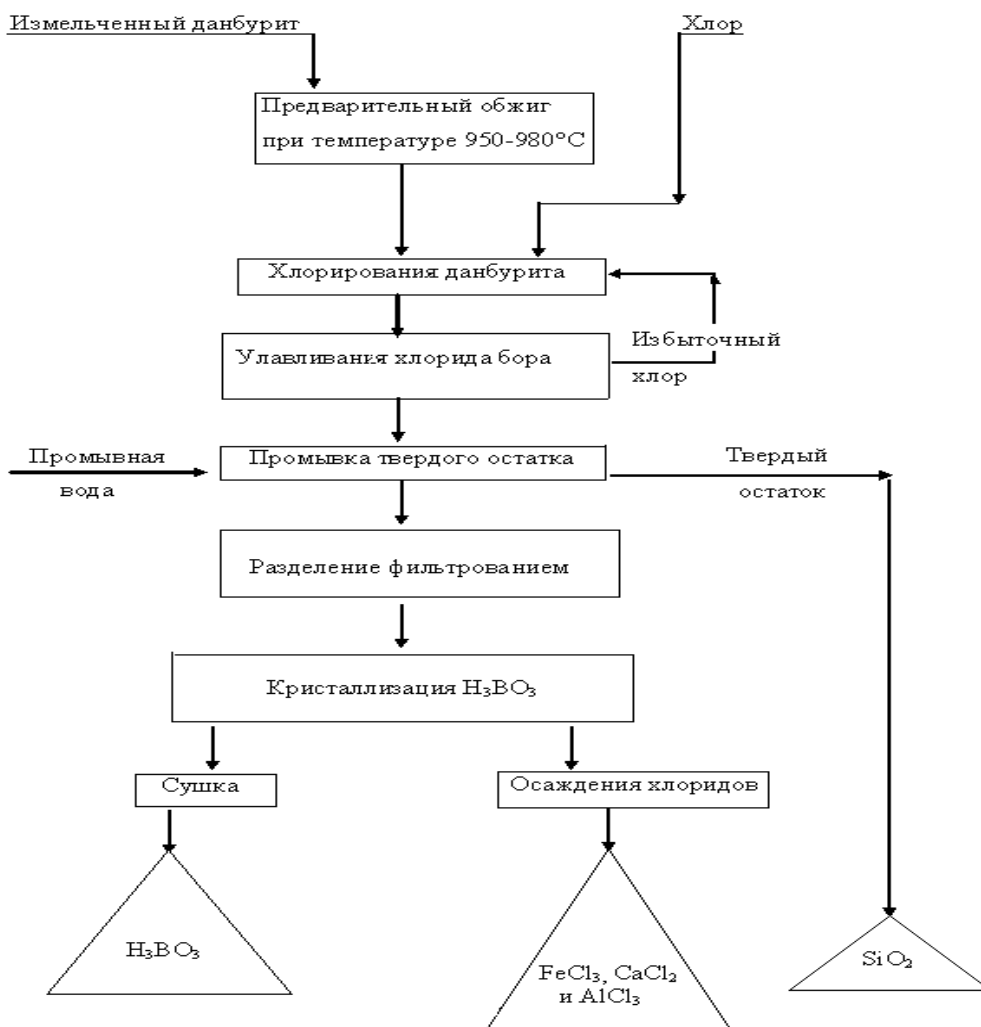 Измельченный данбурит
Хлор
Предварительный обжиг
при температуре 950-980°C
Хлорирования данбурита
Избыточный
хлор
Улавливания хлорида бора
Промывная
вода
Промывка твердого остатка
Твердый
остаток
Разделение фильтрованием
Кристаллизация H₃BO₃
Сушка
Осаждения хлоридов
H₃BO₃
FeCl₃, CaCl₂
и AlCl₃
SiO₂